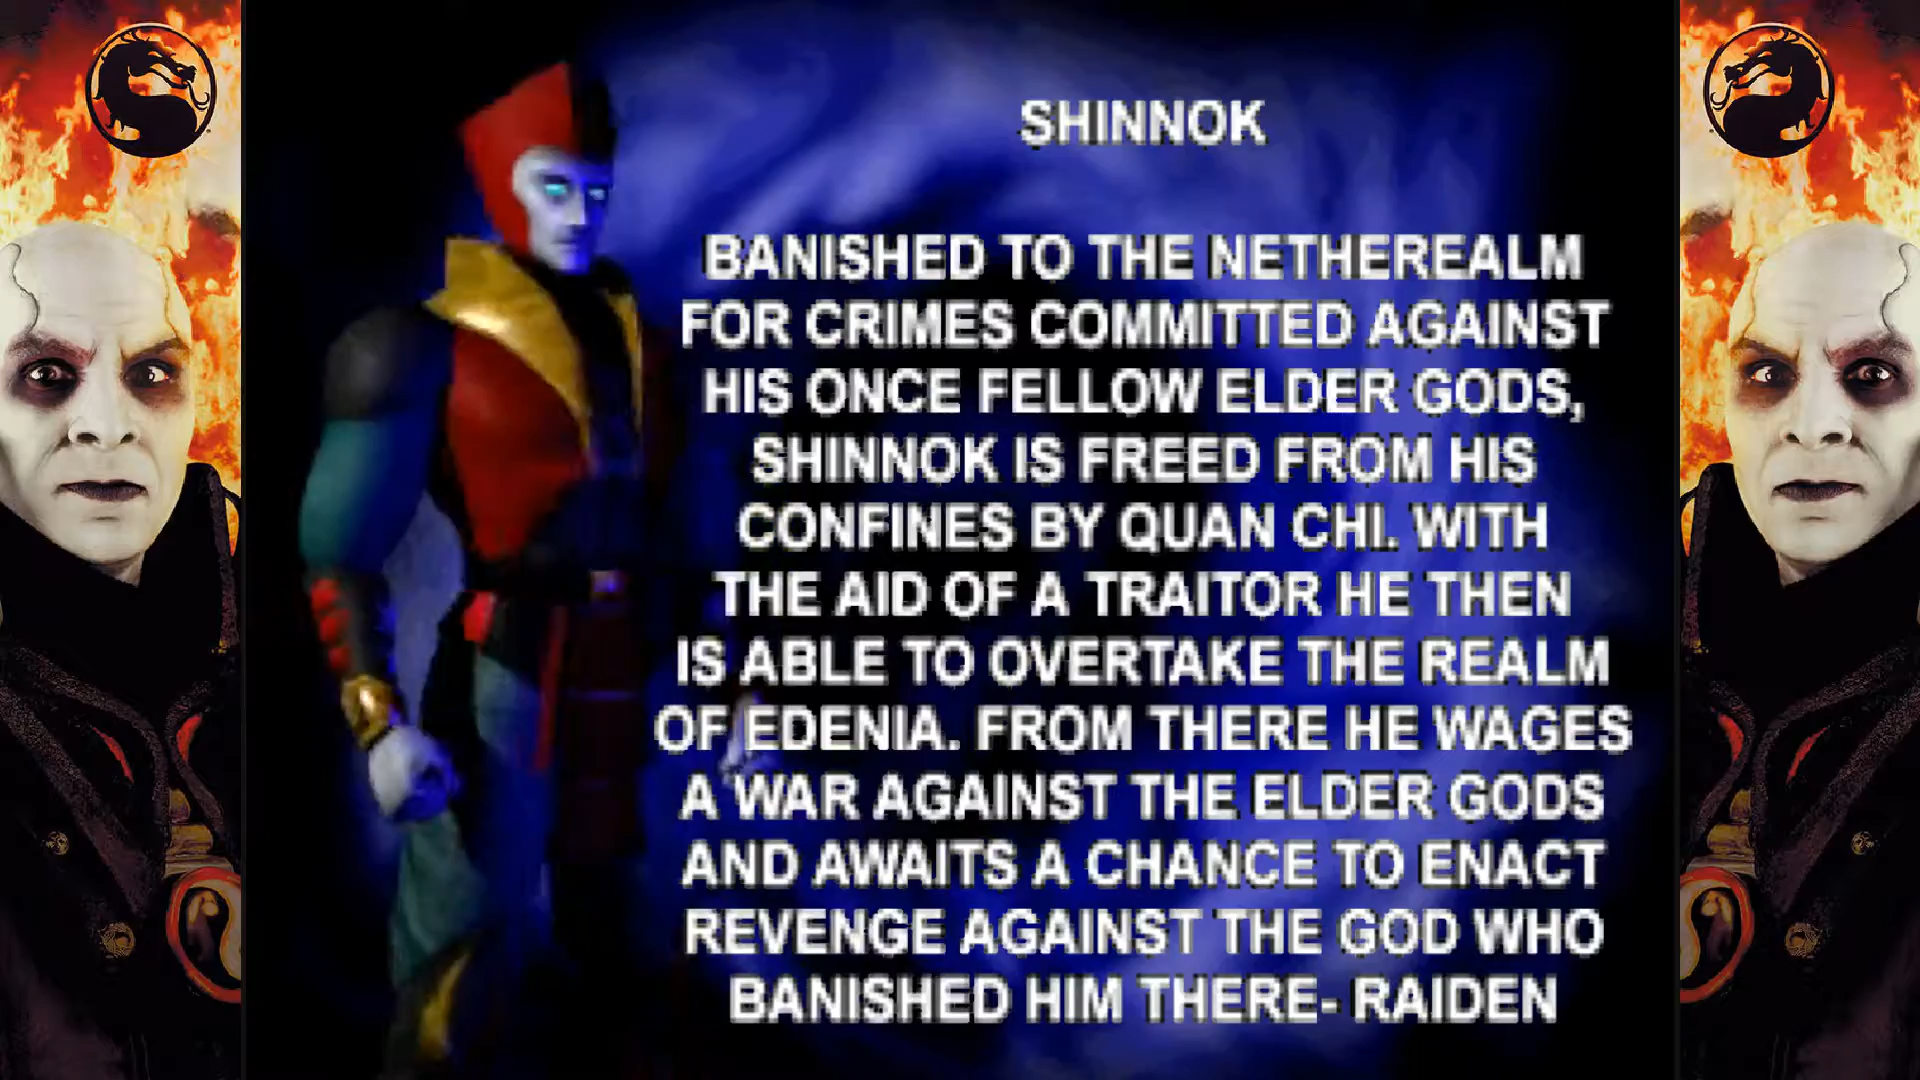 SHINNOK
BANISHED TO THE NETHEREALM
FOR CRIMES COMMITTED AGAINST
HIS ONCE FELLOW ELDER GODS,
SHINNOK IS FREED FROM HIS
CONFINES BY QUAN CHI. WITH
THE AID OF A TRAITOR HE THEN
IS ABLE TO OVERTAKE THE REALM
OF EDENIA. FROM THERE HE WAGES
A WAR AGAINST THE ELDER GODS
AND AWAITS A CHANCE TO ENACT
REVENGE AGAINST THE GOD WHO
BANISHED HIM THERE- RAIDEN